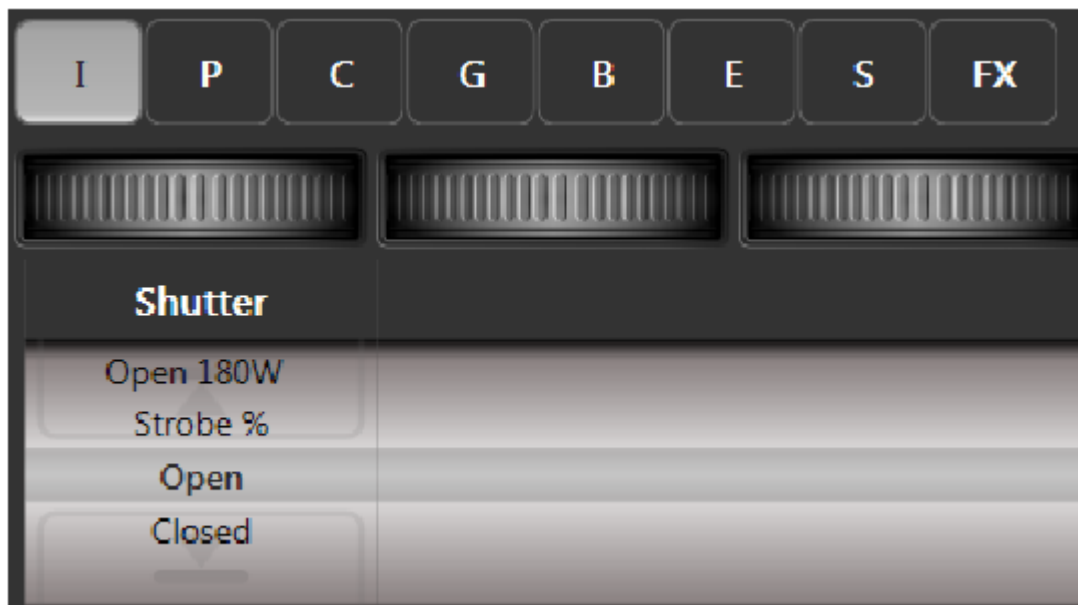 I P C G B E S FX
Shutter
Open 180W
Strobe %
Open
Closed